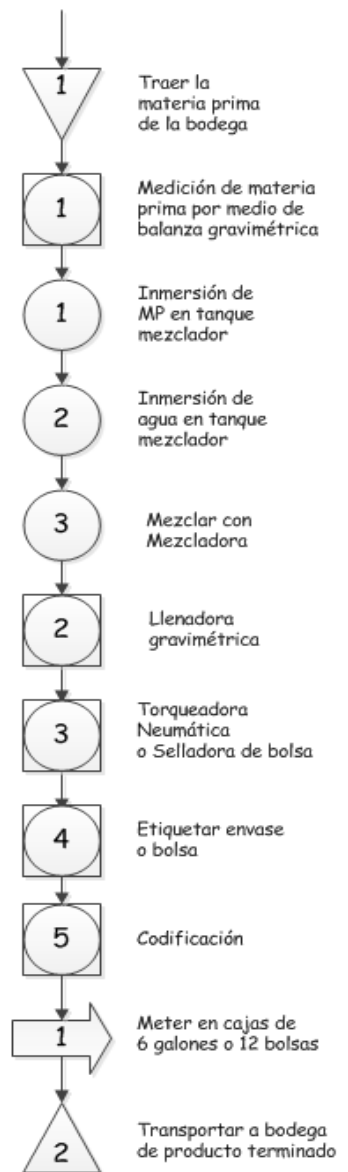 1
Traer la
materia prima
de la bodega
1
Medición de materia
prima por medio de
balanza gravimétrica
1
Inmersión de
MP en tanque
mezclador
2
Inmersión de
agua en tanque
mezclador
3
Mezclar con
Mezcladora
2
Llenadora
gravimétrica
3
Torqueadora
Neumática
o Selladora de bolsa
4
Etiquetar envase
o bolsa
5
Codificación
1
Meter en cajas de
6 galones o 12 bolsas
2
Transportar a bodega
de producto terminado